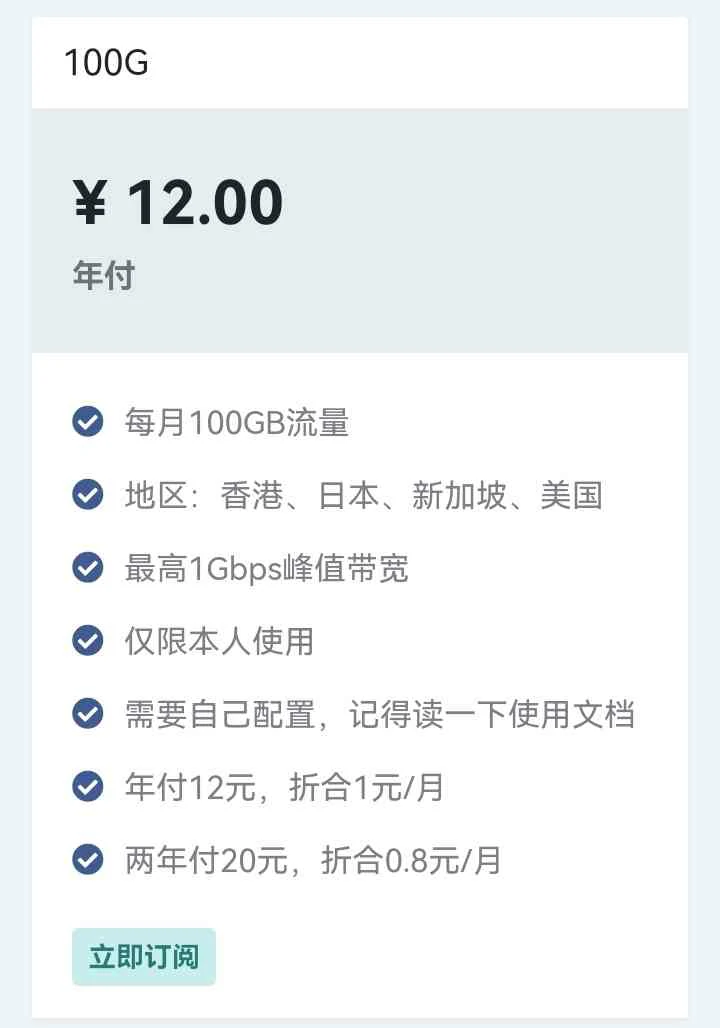 100G
¥ 12.00
年付
每月100GB流量
地区：香港、日本、新加坡、美国
最高1Gbps峰值带宽
仅限本人使用
需要自己配置，记得读一下使用文档
年付12元，折合1元/月
两年付20元，折合0.8元/月
立即订阅